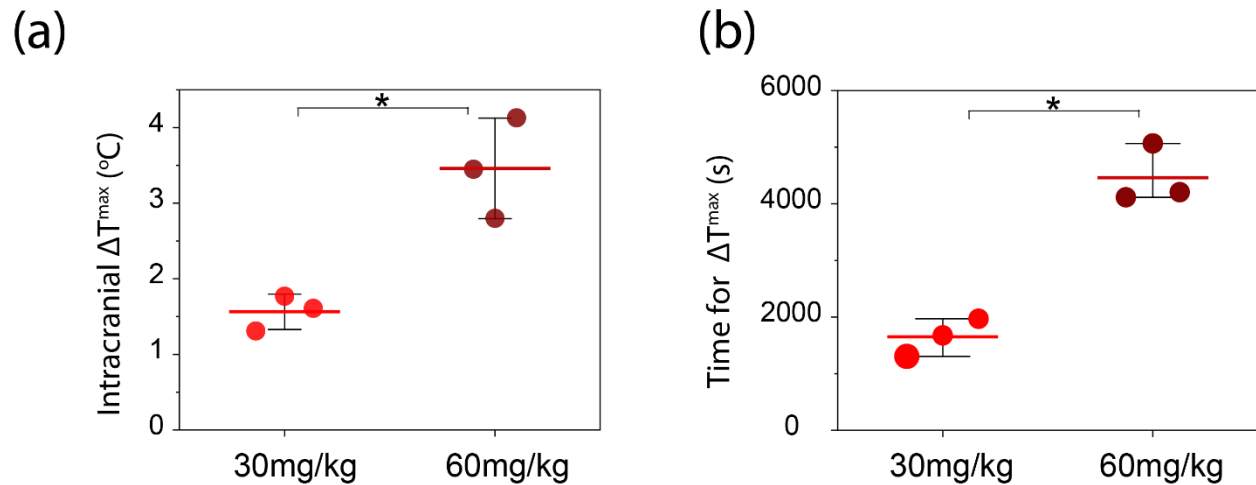 (a)
Intracranial ΔTmax (ºC)
4
3
2
1
0
*
30mg/kg
60mg/kg
(b)
Time for ΔTmax (s)
6000
4000
2000
0
*
30mg/kg
60mg/kg